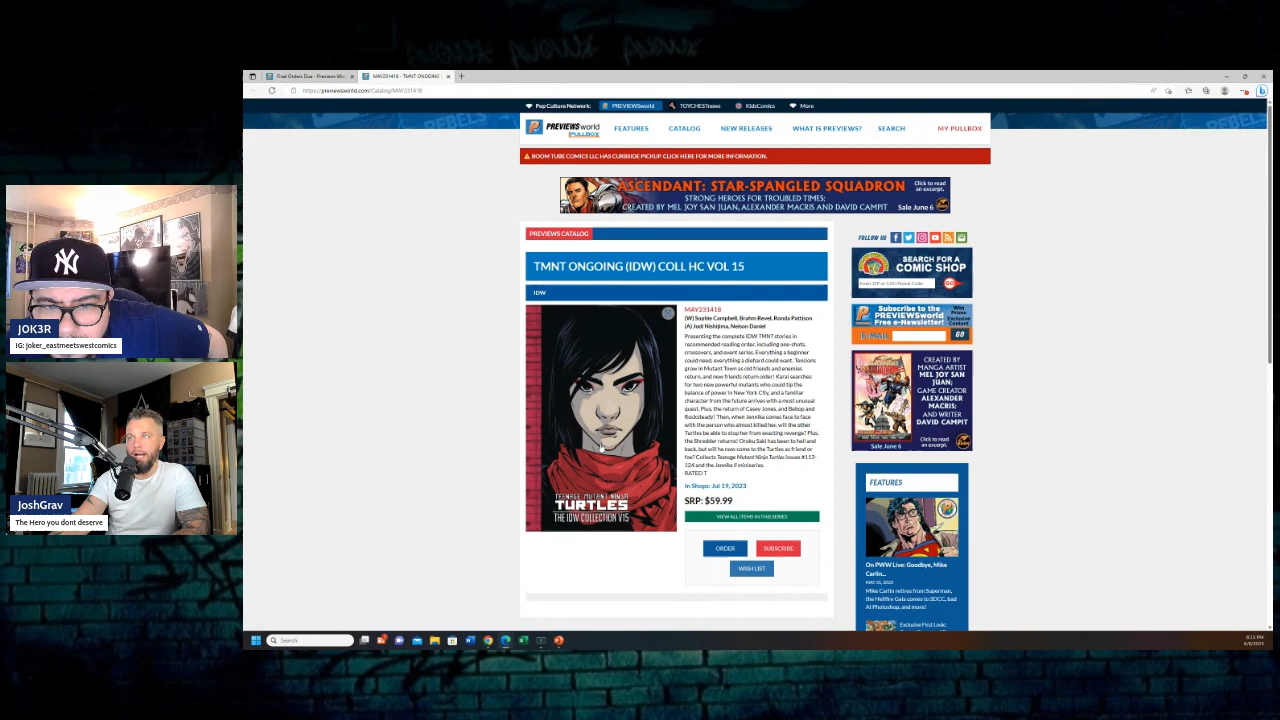 Final Orders Due - Previews Wo
MAY231418 - TMNT ONGOING
https://previewsworld.com/Catalog/MAY231418
Pop Culture Network:
PREVIEWSworld
TOYCHESTnews
KidsComics
More
PREVIEWSworld
PULLBOX
FEATURES
CATALOG
NEW RELEASES
WHAT IS PREVIEWS?
SEARCH
MY PULLBOX
REBELS
BOOM TUBE COMICS LLC HAS CURBSIDE PICKUP. CLICK HERE FOR MORE INFORMATION.
ASCENDANT: STAR-SPANGLED SQUADRON
STRONG HEROES FOR TROUBLED TIMES:
CREATED BY MEL JOY SAN JUAN, ALEXANDER MACRIS AND DAVID CAMPIT
Click to read
an excerpt.
Sale June 6
PREVIEWS CATALOG
TMNT ONGOING (IDW) COLL HC VOL 15
IDW
TEENAGE MUTANT NINJA
TURTLES
THE IDW COLLECTION V15
MAY231418
(W) Sophie Campbell, Brahm Revel, Ronda Pattison
(A) Jodi Nishijima, Nelson Daniel
Presenting the complete IDW TMNT stories in
recommended reading order, including one-shots,
crossovers, and event series. Everything a beginner
could need, everything a diehard could want. Tensions
grow in Mutant Town as old friends and enemies
return, and new friends return order! Karai searches
for two new powerful mutants who could tip the
balance of power in New York City, and a familiar
character from the future arrives with a most unusual
quest. Plus, the return of Casey Jones, and Bebop and
Rocksteady! Then, when Jennika comes face to face
with the person who almost killed her, will the other
Turtles be able to stop her from exacting revenge? Plus,
the Shredder returns! Oroku Saki has been to hell and
back, but will he now come to the Turtles as friend or
foe? Collects Teenage Mutant Ninja Turtles issues #113-
124 and the Jennika II miniseries.
RATED T
In Shops: Jul 19, 2023
SRP: $59.99
VIEW ALL ITEMS IN THIS SERIES
ORDER
SUBSCRIBE
WISH LIST
FOLLOW US
SEARCH FOR A
COMIC SHOP
Enter ZIP or CAN Postal Code
GO
Subscribe to the
PREVIEWSworld
Free e-Newsletter!
Win
Prizes
Exclusive
Content
E-MAIL
GO
CREATED BY
MANGA ARTIST
MEL JOY SAN
JUAN;
GAME CREATOR
ALEXANDER
MACRIS;
AND WRITER
DAVID CAMPIT
Sale June 6
Click to read
an excerpt.
FEATURES
On PWW Live: Goodbye, Mike
Carlin...
Mike Carlin retires from Superman,
the Hellfire Gala comes to SDCC, bad
AI Photoshop, and more!
Exclusive First Look:
JOK3R
IG: joker_eastmeetswestcomics
JoshGrav
The Hero you dont deserve
Search
8:15 PM